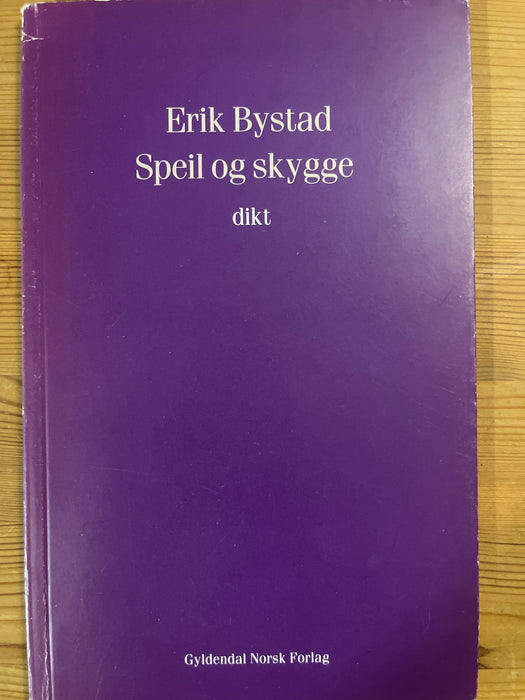 Erik Bystad
Speil og skygge
dikt
Gyldendal Norsk Forlag